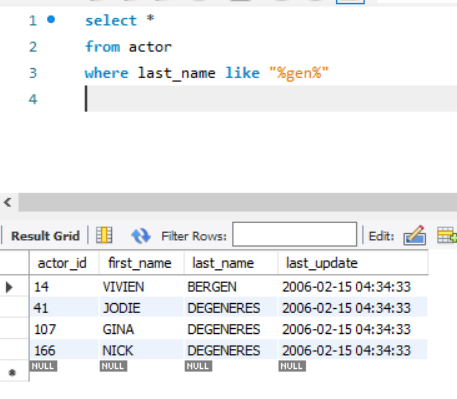 1 select *
2 from actor
3 where last_name like "%gen%"
4
Result Grid Filter Rows: Edit:
actor_id first_name last_name last_update
14 VIVIEN BERGEN 2006-02-15 04:34:33
41 JODIE DEGENERES 2006-02-15 04:34:33
107 GINA DEGENERES 2006-02-15 04:34:33
166 NICK DEGENERES 2006-02-15 04:34:33
NULL NULL NULL NULL